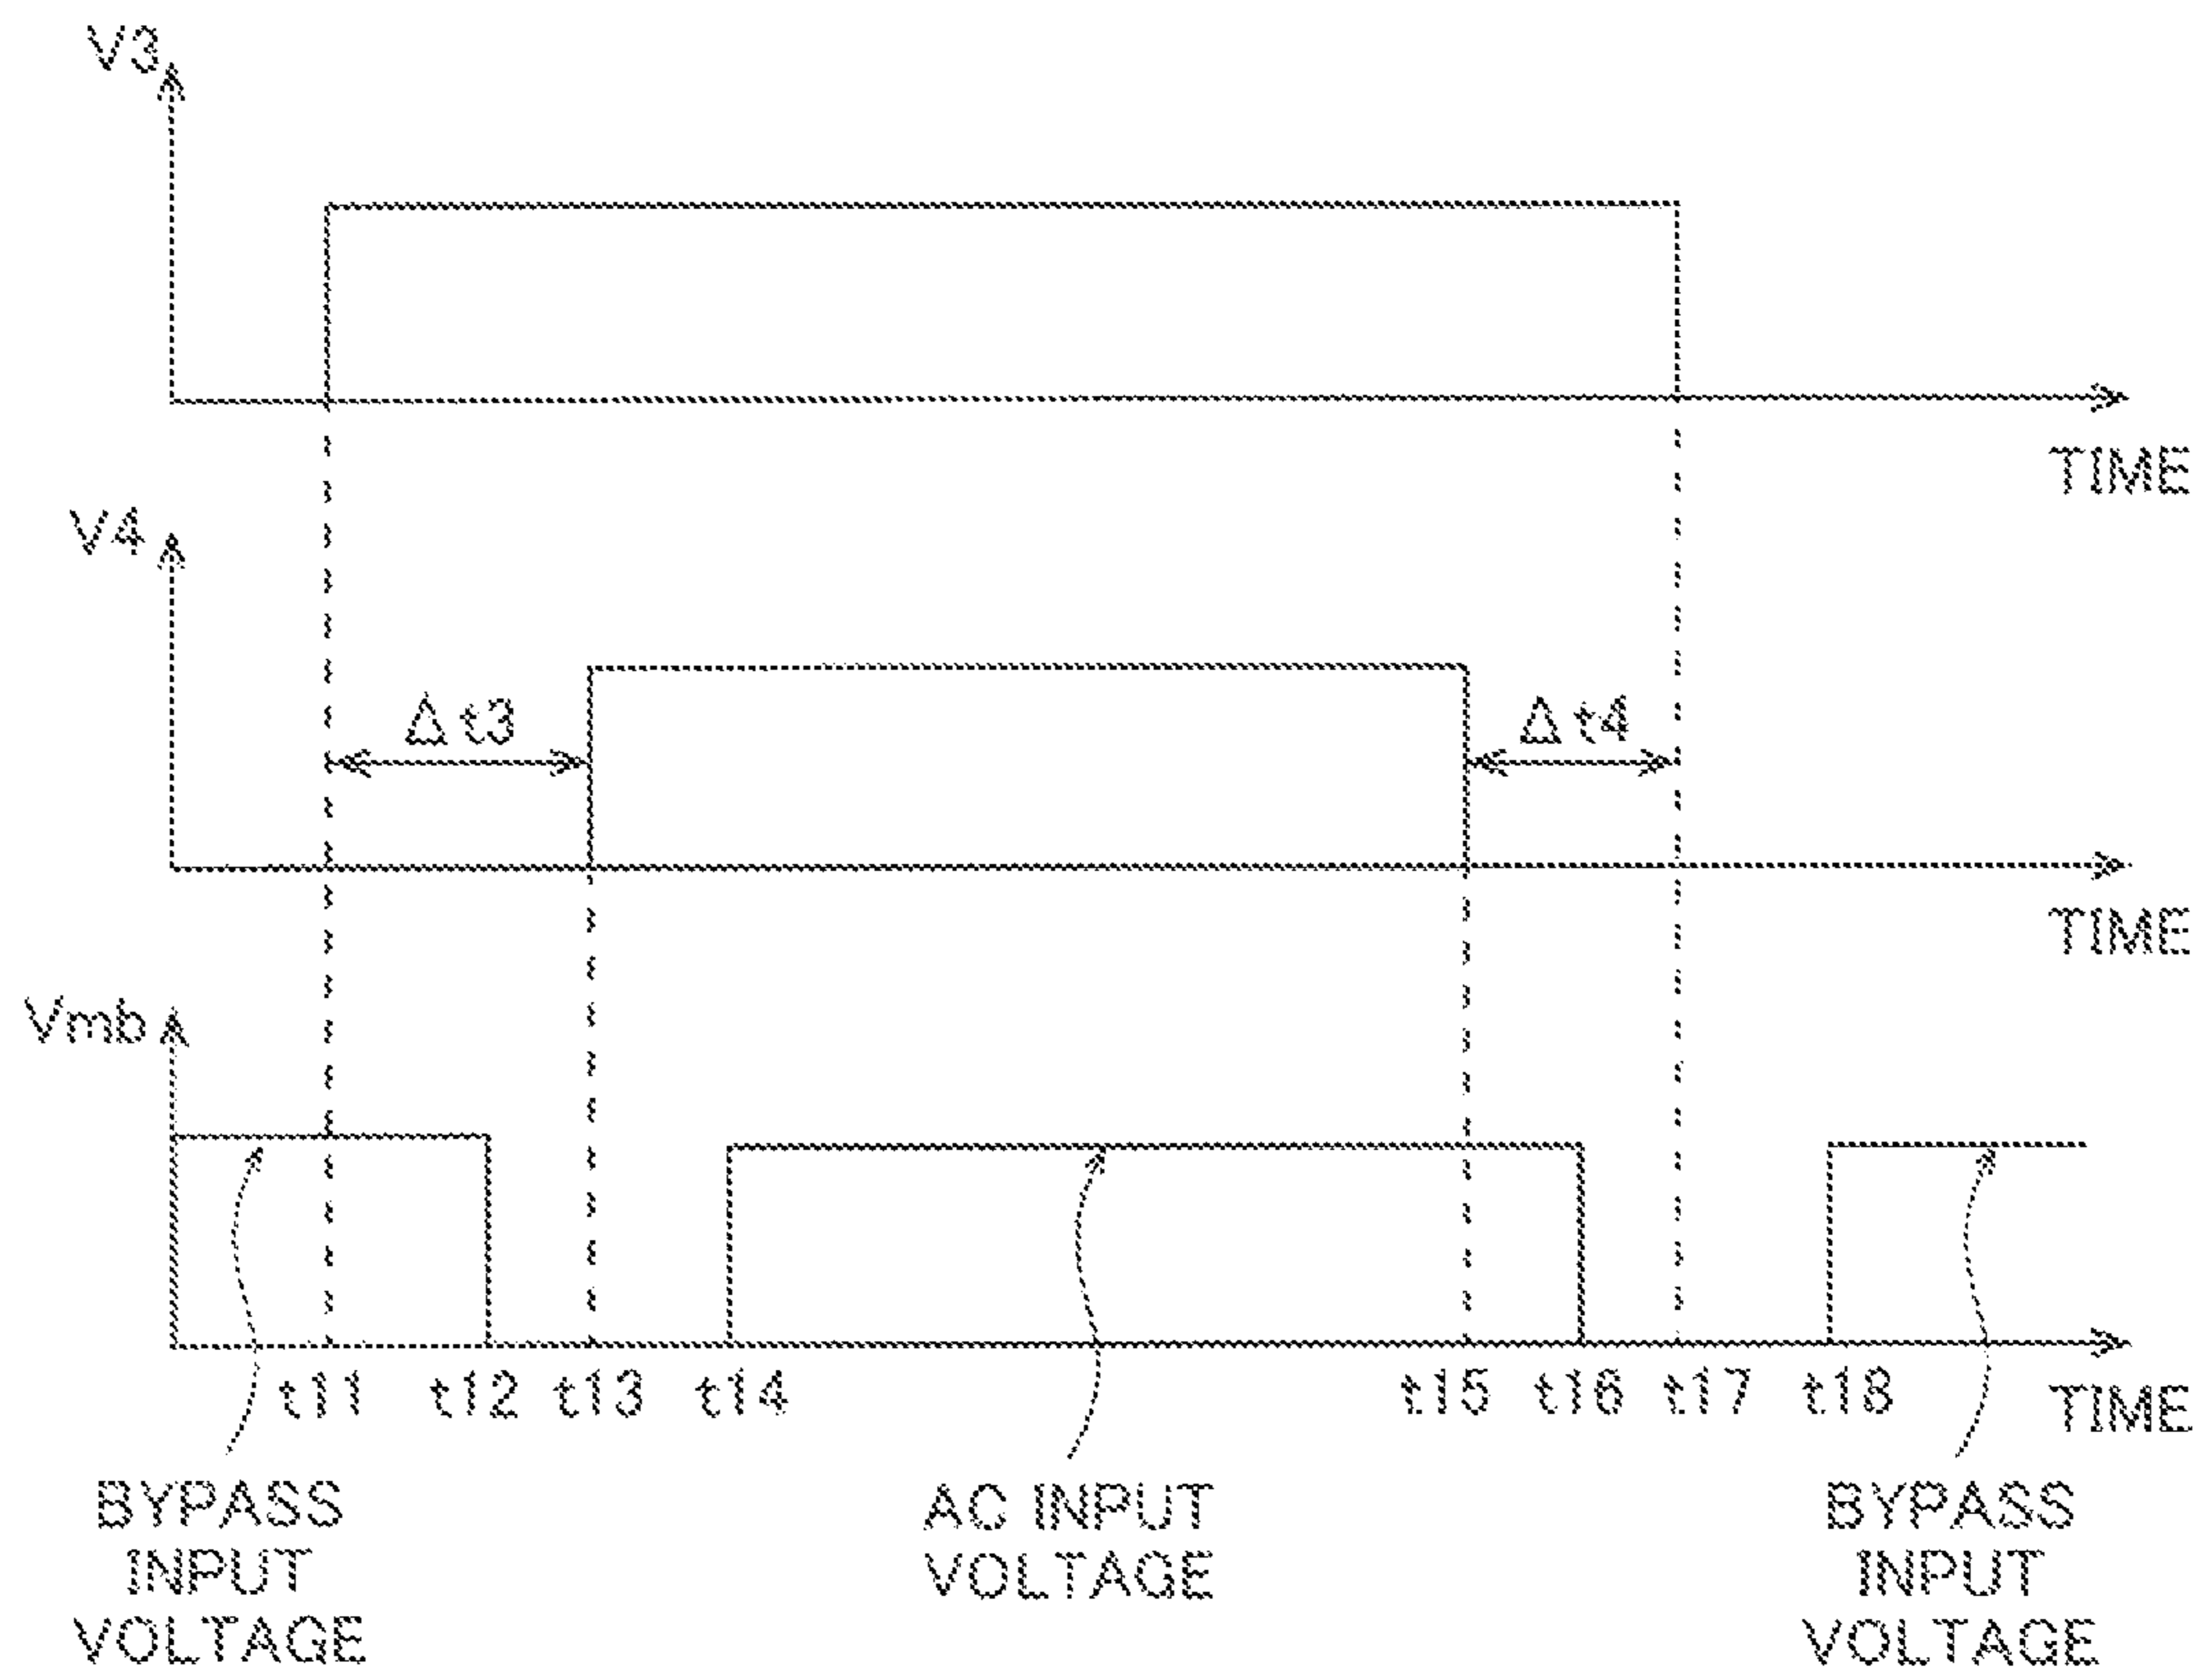 V3
TIME
V4
Δt3
Δt4
TIME
Vmb
t11 t12 t13 t14 t15 t16 t17 t18
TIME
BYPASS
INPUT
VOLTAGE
AC INPUT
VOLTAGE
BYPASS
INPUT
VOLTAGE